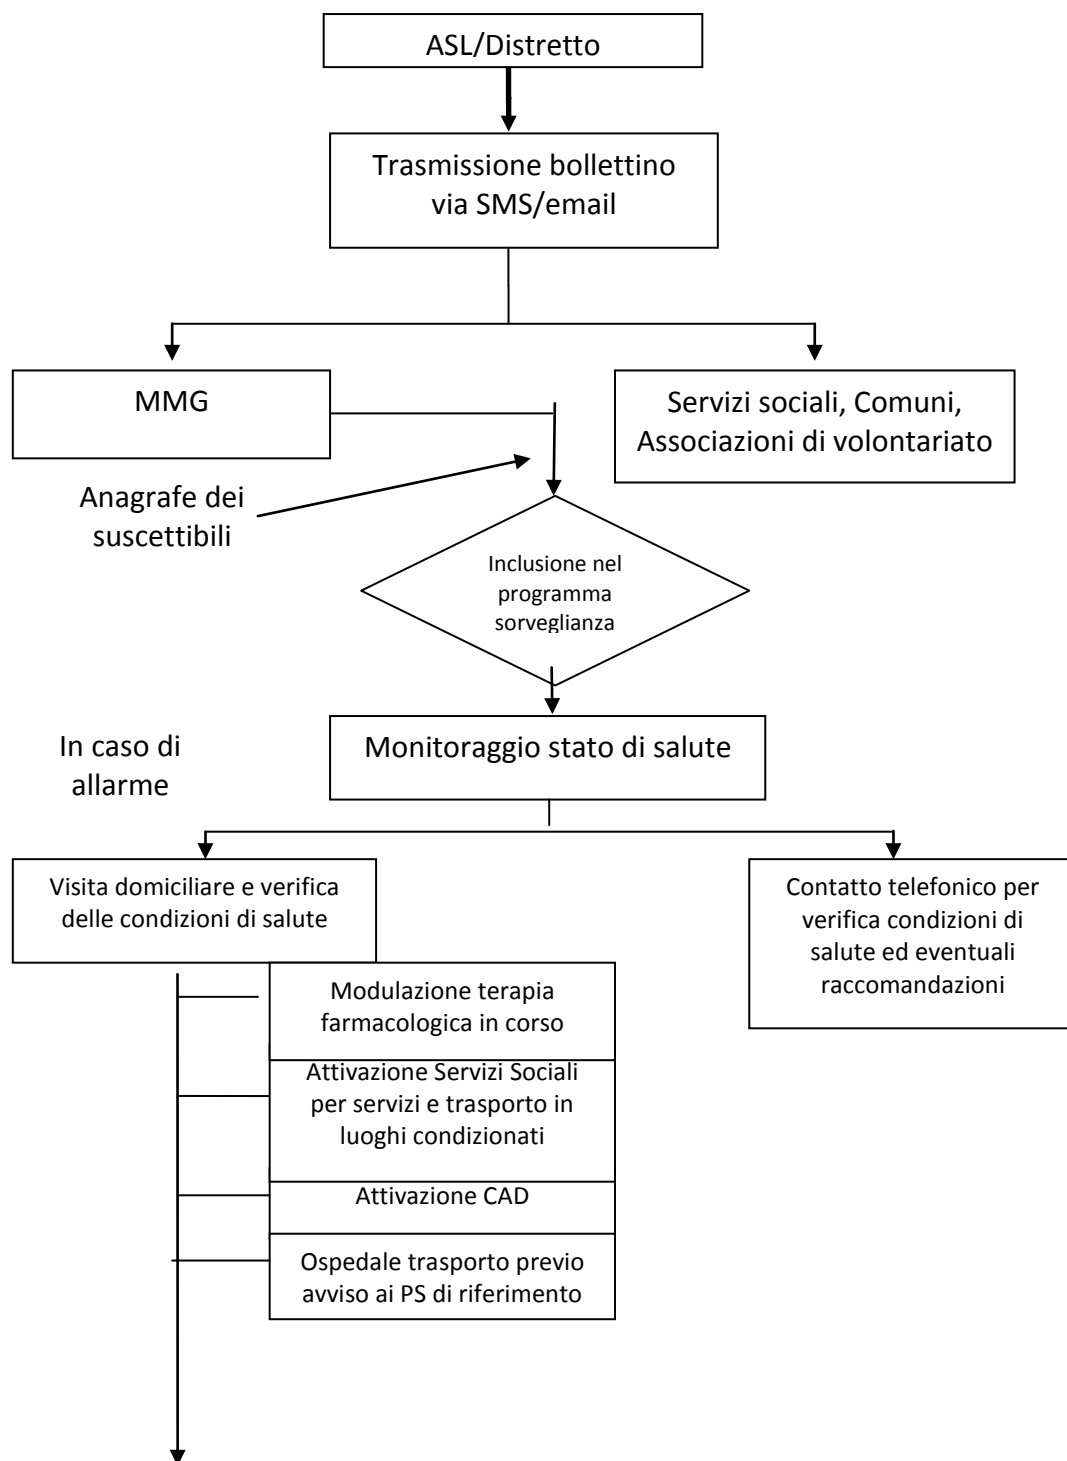 ASL/Distretto
Trasmissione bollettino
via SMS/email
MMG
Servizi sociali, Comuni,
Associazioni di volontariato
Anagrafe dei
suscettibili
Inclusione nel
programma
sorveglianza
Monitoraggio stato di salute
In caso di
allarme
Visita domiciliare e verifica
delle condizioni di salute
Contatto telefonico per
verifica condizioni di
salute ed eventuali
raccomandazioni
Modulazione terapia
farmacologica in corso
Attivazione Servizi Sociali
per servizi e trasporto in
luoghi condizionati
Attivazione CAD
Ospedale trasporto previo
avviso ai PS di riferimento